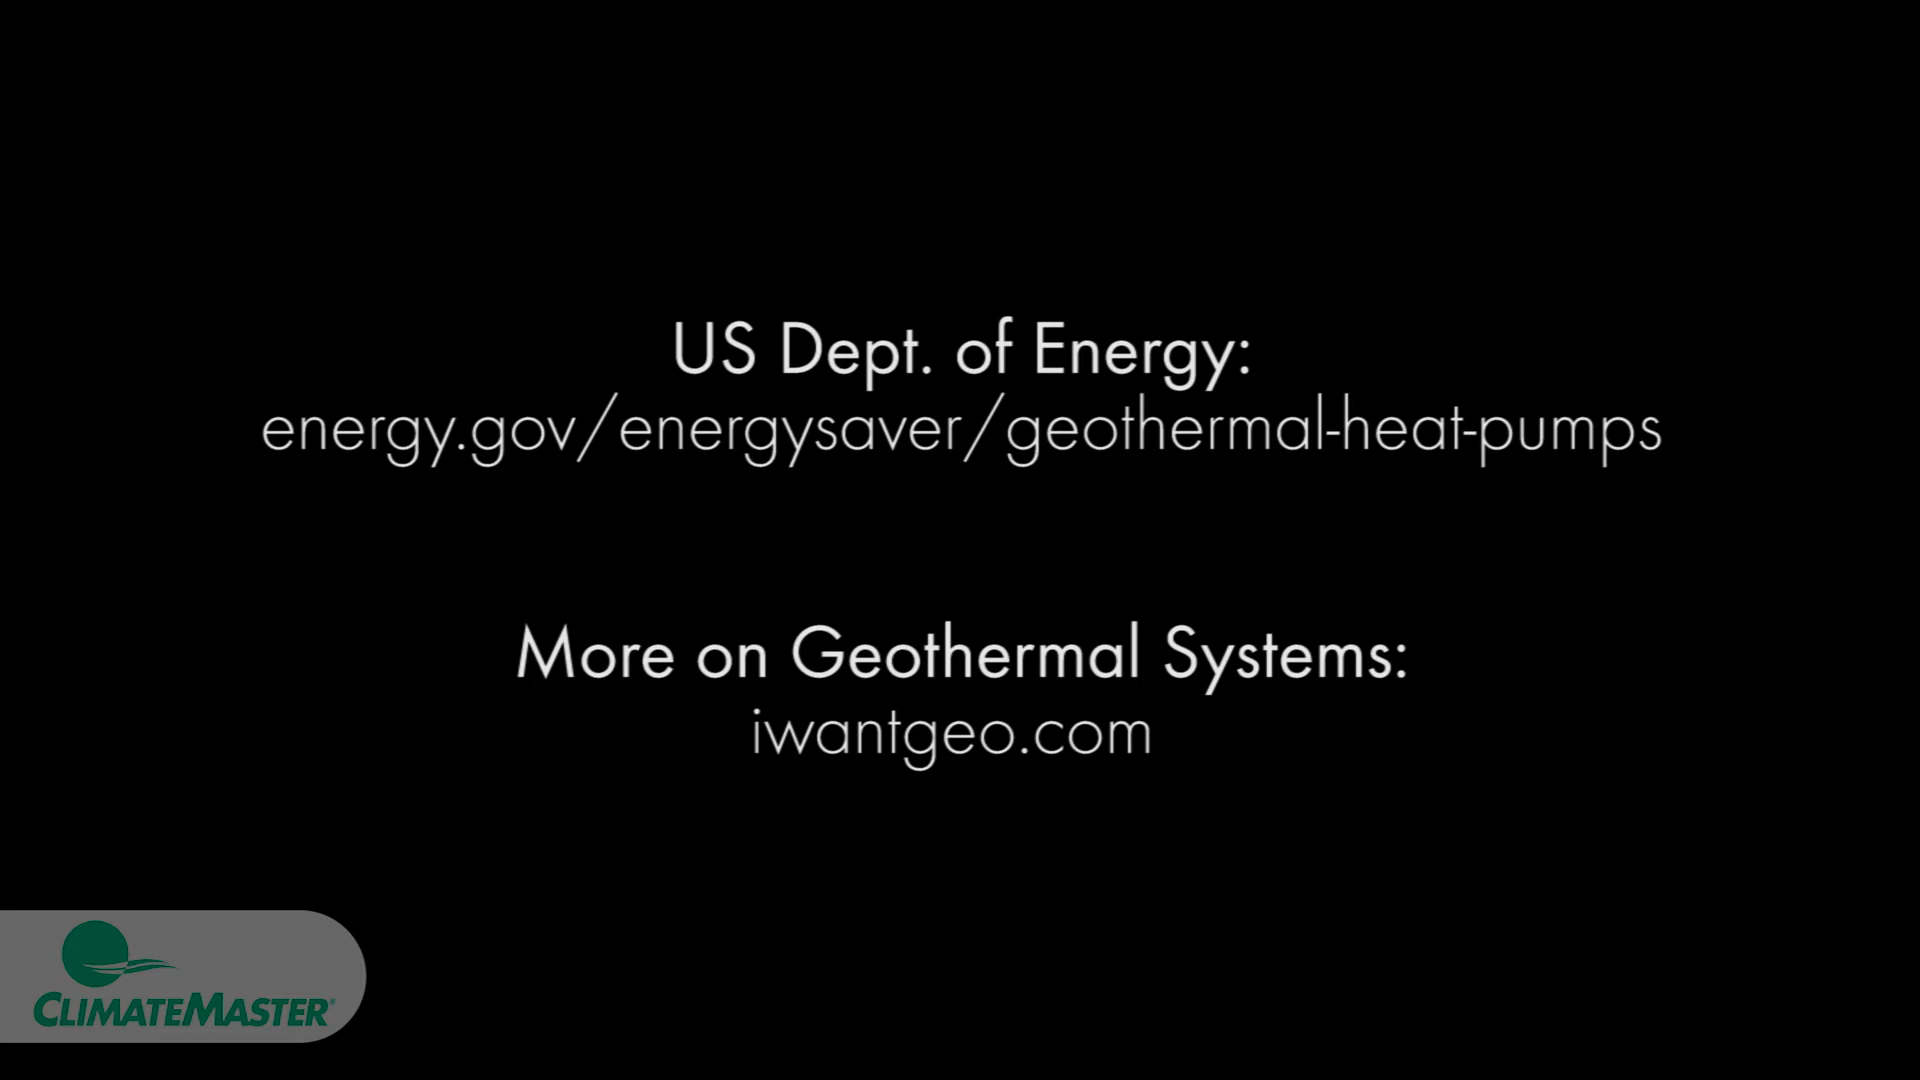 US Dept. of Energy:
energy.gov/energysaver/geothermal-heat-pumps
More on Geothermal Systems:
iwantgeo.com
CLIMATEMASTER®